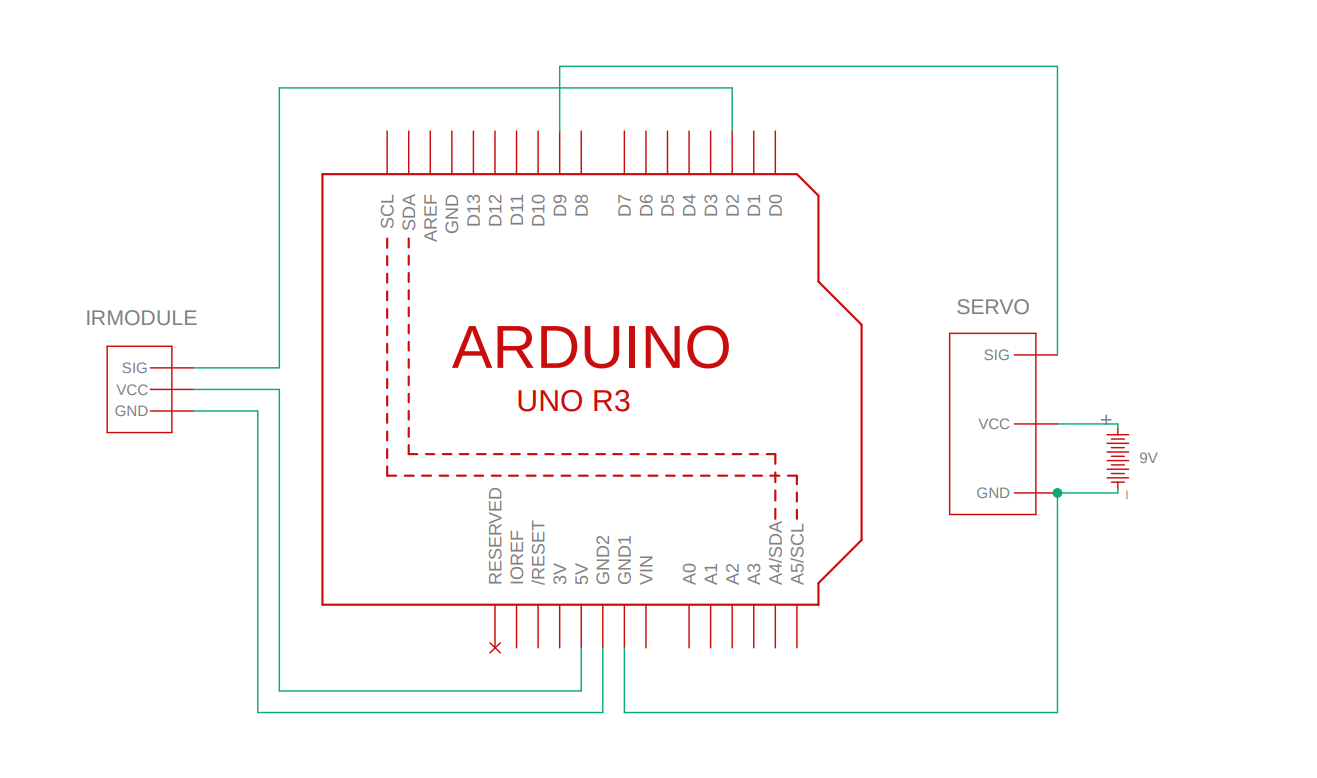 SCL
SDA
AREF
GND
D13
D12
D11
D10
D9
D8
D7
D6
D5
D4
D3
D2
D1
D0
IRMODULE
SIG
VCC
GND
ARDUINO
UNO R3
SERVO
SIG
VCC
GND
+
9V
RESERVED
IOREF
/RESET
3V
5V
GND2
GND1
VIN
A0
A1
A2
A3
A4/SDA
A5/SCL